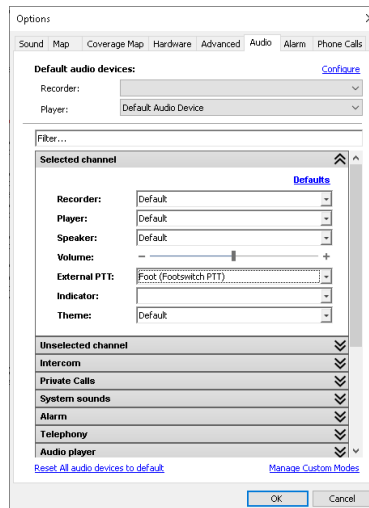 Options
Sound Map Coverage Map Hardware Advanced Audio Alarm Phone Calls
Default audio devices: Configure
Recorder:
Player: Default Audio Device
Filter...
Selected channel
Defaults
Recorder: Default
Player: Default
Speaker: Default
Volume: − +
External PTT: Foot (Footswitch PTT)
Indicator:
Theme: Default
Unselected channel
Intercom
Private Calls
System sounds
Alarm
Telephony
Audio player
Reset All audio devices to default Manage Custom Modes
OK Cancel